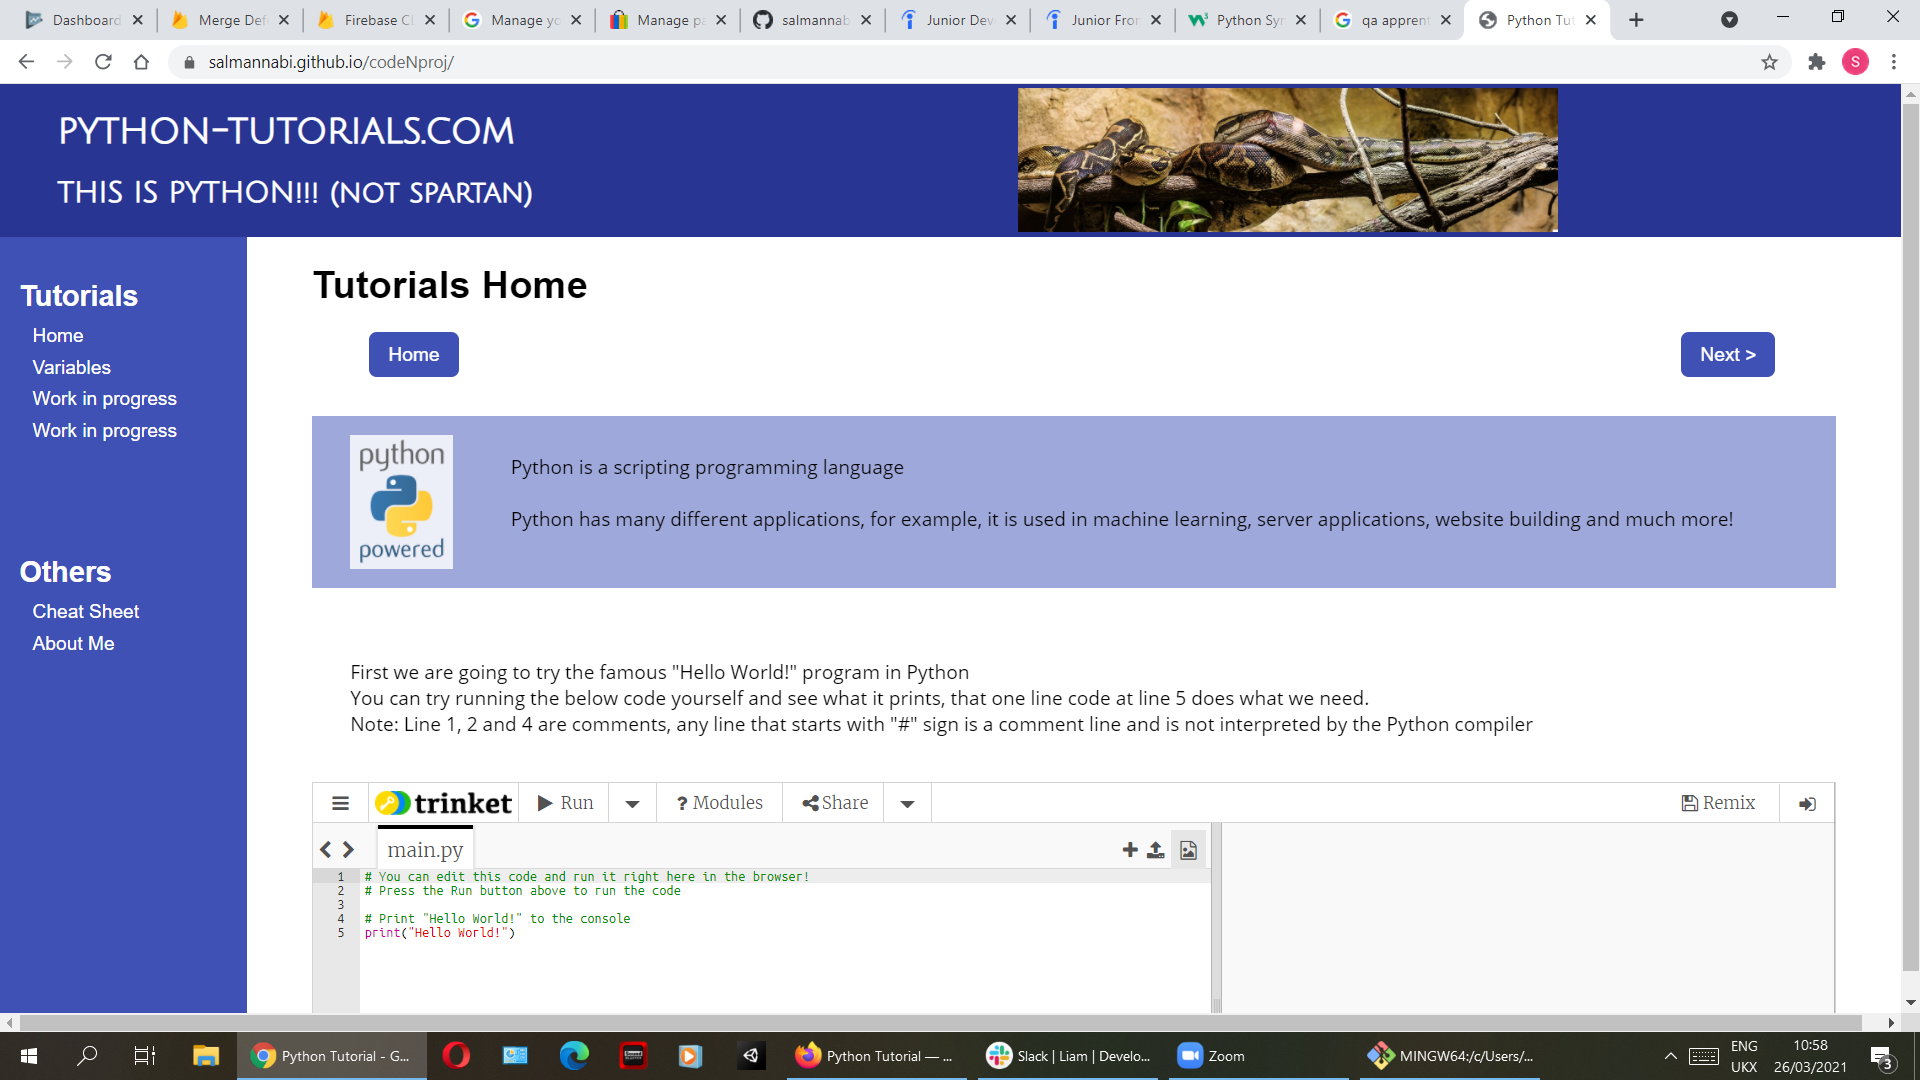 Dashboard
Merge Def
Firebase Cl
Manage yo
Manage pa
salmannab
Junior Dev
Junior Fron
Python Syn
qa apprent
Python Tut
salmannabi.github.io/codeNproj/
S
PYTHON-TUTORIALS.COM
THIS IS PYTHON!!! (NOT SPARTAN)
Tutorials
Home
Variables
Work in progress
Work in progress
Others
Cheat Sheet
About Me
Tutorials Home
Home
Next >
python
powered
Python is a scripting programming language
Python has many different applications, for example, it is used in machine learning, server applications, website building and much more!
First we are going to try the famous "Hello World!" program in Python
You can try running the below code yourself and see what it prints, that one line code at line 5 does what we need.
Note: Line 1, 2 and 4 are comments, any line that starts with "#" sign is a comment line and is not interpreted by the Python compiler
trinket Run ? Modules Share Remix
main.py
1 # You can edit this code and run it right here in the browser!
2 # Press the Run button above to run the code
3
4 # Print "Hello World!" to the console
5 print("Hello World!")
Python Tutorial - G...
Python Tutorial — ...
Slack | Liam | Develo...
Zoom
MINGW64:/c/Users/...
ENG
UKX
10:58
26/03/2021
3